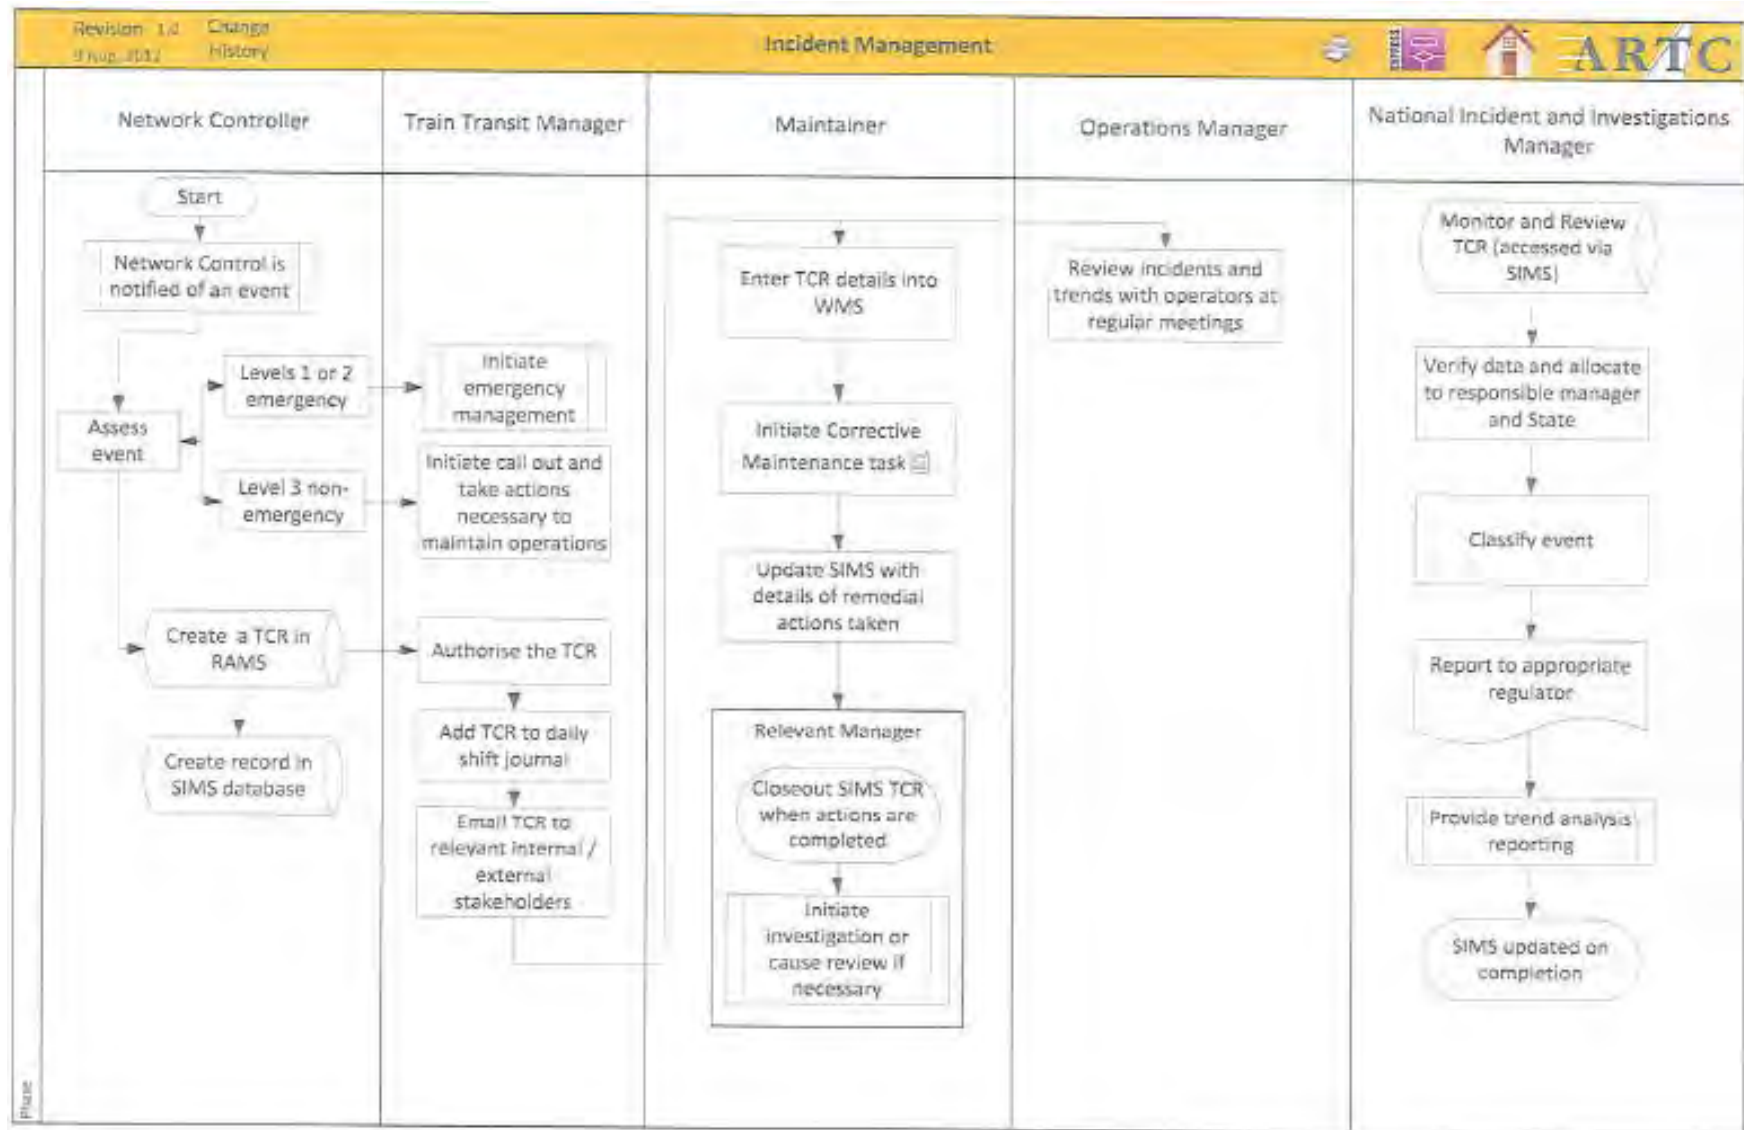 Revision 1.0
Change
History
9 Aug 2012
Incident Management
ARTC
Network Controller
Train Transit Manager
Maintainer
Operations Manager
National Incident and Investigations
Manager
Start
Network Control is
notified of an event
Assess
event
Levels 1 or 2
emergency
Level 3 non-
emergency
Create a TCR in
RAMS
Create record in
SIMS database
Initiate
emergency
management
Initiate call out and
take actions
necessary to
maintain operations
Authorise the TCR
Add TCR to daily
shift journal
Email TCR to
relevant internal /
external
stakeholders
Enter TCR details into
WMS
Initiate Corrective
Maintenance task
Update SIMS with
details of remedial
actions taken
Relevant Manager
Closeout SIMS TCR
when actions are
completed
Initiate
investigation or
cause review if
necessary
Review incidents and
trends with operators at
regular meetings
Monitor and Review
TCR (accessed via
SIMS)
Verify data and allocate
to responsible manager
and State
Classify event
Report to appropriate
regulator
Provide trend analysis
reporting
SIMS updated on
completion
Phase